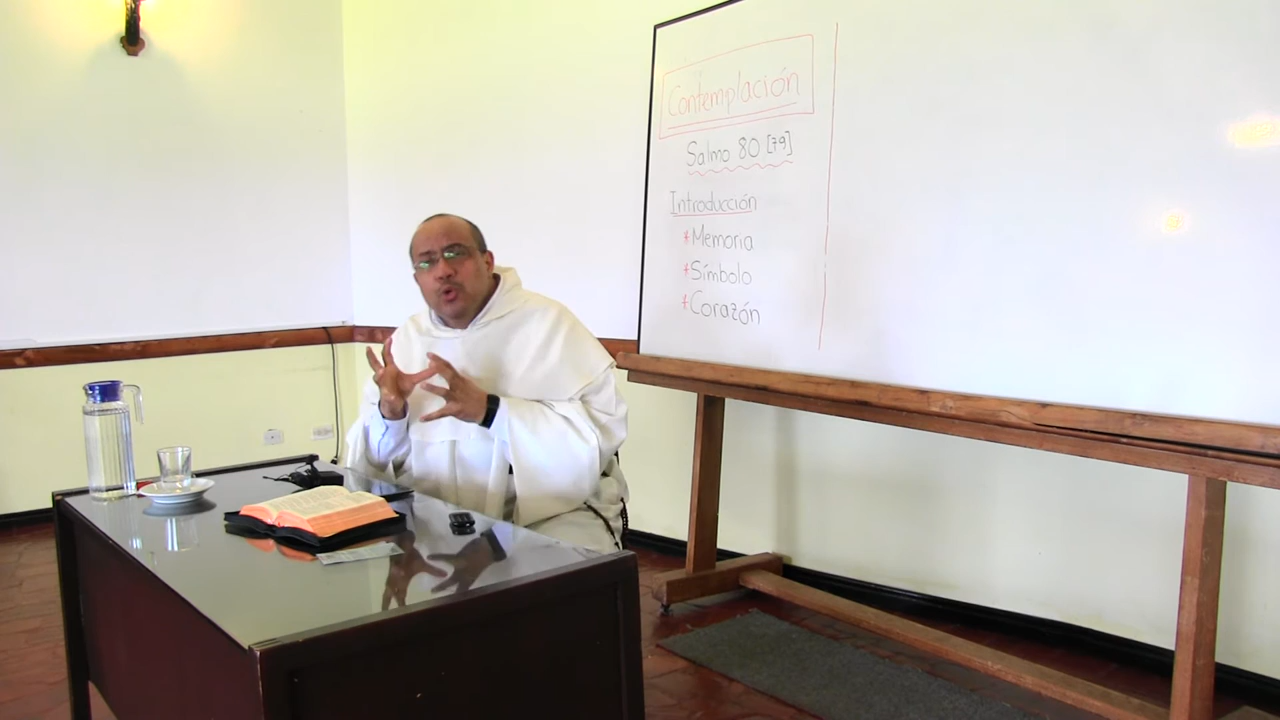 Contemplación
Salmo 80 [79]
Introducción
* Memoria
* Símbolo
* Corazón